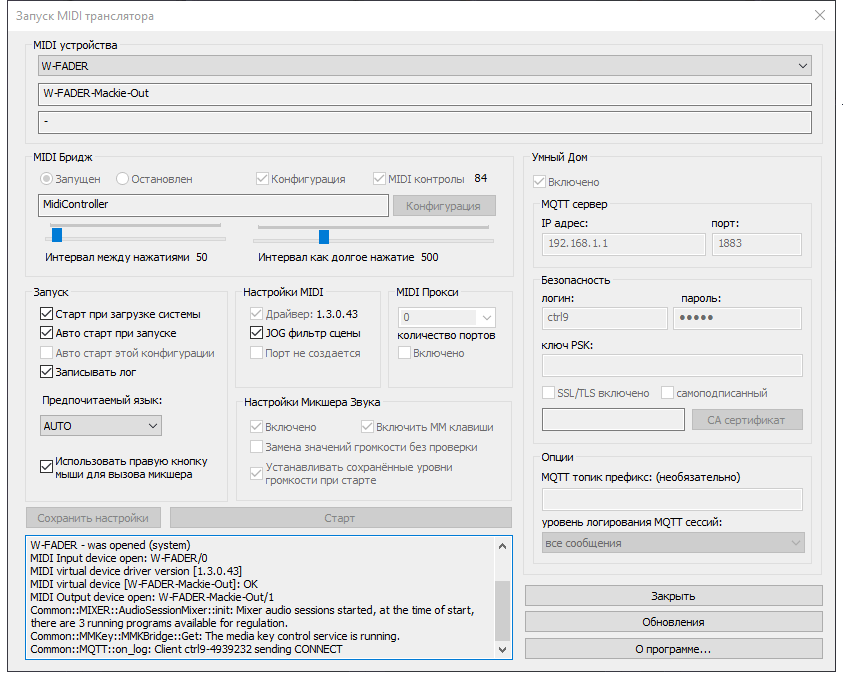 Запуск MIDI транслятора
MIDI устройства
W-FADER
W-FADER-Mackie-Out
-
MIDI Бридж
Запущен
Остановлен
Конфигурация
MIDI контролы 84
MidiController
Конфигурация
Интервал между нажатиями 50
Интервал как долгое нажатие 500
Запуск
Старт при загрузке системы
Авто старт при запуске
Авто старт этой конфигурации
Записывать лог
Предпочитаемый язык:
AUTO
Использовать правую кнопку
мыши для вызова микшера
Настройки MIDI
Драйвер: 1.3.0.43
JOG фильтр сцены
Порт не создается
MIDI Прокси
0
количество портов
Включено
Настройки Микшера Звука
Включено
Включить ММ клавиши
Замена значений громкости без проверки
Устанавливать сохранённые уровни
громкости при старте
Сохранить настройки
Старт
W-FADER - was opened (system)
MIDI Input device open: W-FADER/0
MIDI virtual device driver version [1.3.0.43]
MIDI virtual device [W-FADER-Mackie-Out]: OK
MIDI Output device open: W-FADER-Mackie-Out/1
Common::MIXER::AudioSessionMixer::init: Mixer audio sessions started, at the time of start,
there are 3 running programs available for regulation.
Common::MMKey::MMKBridge::Get: The media key control service is running.
Common::MQTT::on_log: Client ctrl9-4939232 sending CONNECT
Умный Дом
Включено
MQTT сервер
IP адрес:
порт:
192.168.1.1
1883
Безопасность
логин:
пароль:
ctrl9
●●●●●
ключ PSK:
SSL/TLS включено
самоподписанный
CA сертификат
Опции
MQTT топик префикс: (необязательно)
уровень логирования MQTT сессий:
все сообщения
Закрыть
Обновления
О программе...